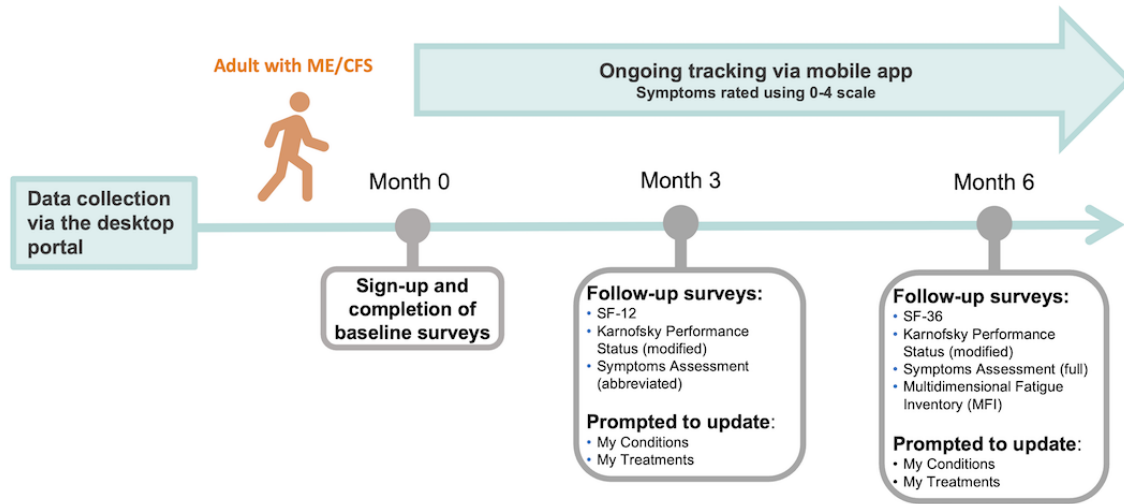 Adult with ME/CFS
Ongoing tracking via mobile app
Symptoms rated using 0-4 scale
Data collection
via the desktop
portal
Month 0
Sign-up and
completion of
baseline surveys
Month 3
Follow-up surveys:
• SF-12
• Karnofsky Performance
Status (modified)
• Symptoms Assessment
(abbreviated)
Prompted to update:
• My Conditions
• My Treatments
Month 6
Follow-up surveys:
• SF-36
• Karnofsky Performance
Status (modified)
• Symptoms Assessment (full)
• Multidimensional Fatigue
Inventory (MFI)
Prompted to update:
• My Conditions
• My Treatments